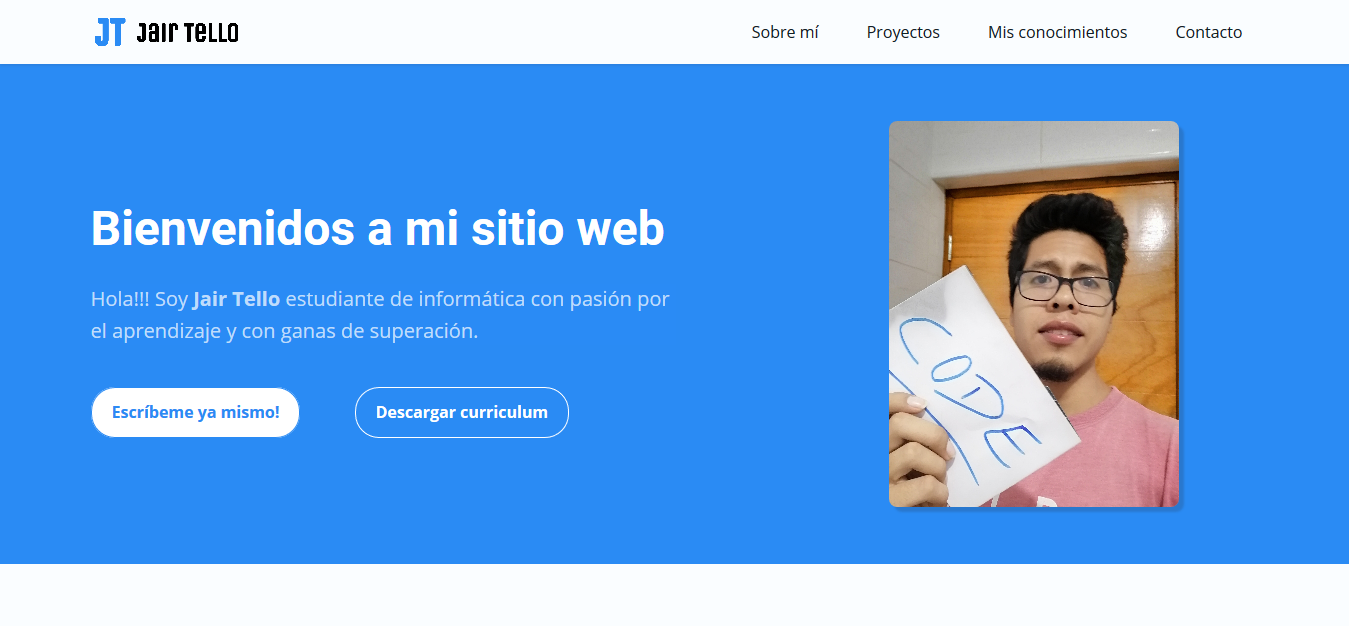 JT Jair Tello
Sobre mí
Proyectos
Mis conocimientos
Contacto
Bienvenidos a mi sitio web
Hola!!! Soy Jair Tello estudiante de informática con pasión por
el aprendizaje y con ganas de superación.
Escríbeme ya mismo!
Descargar curriculum
CODE